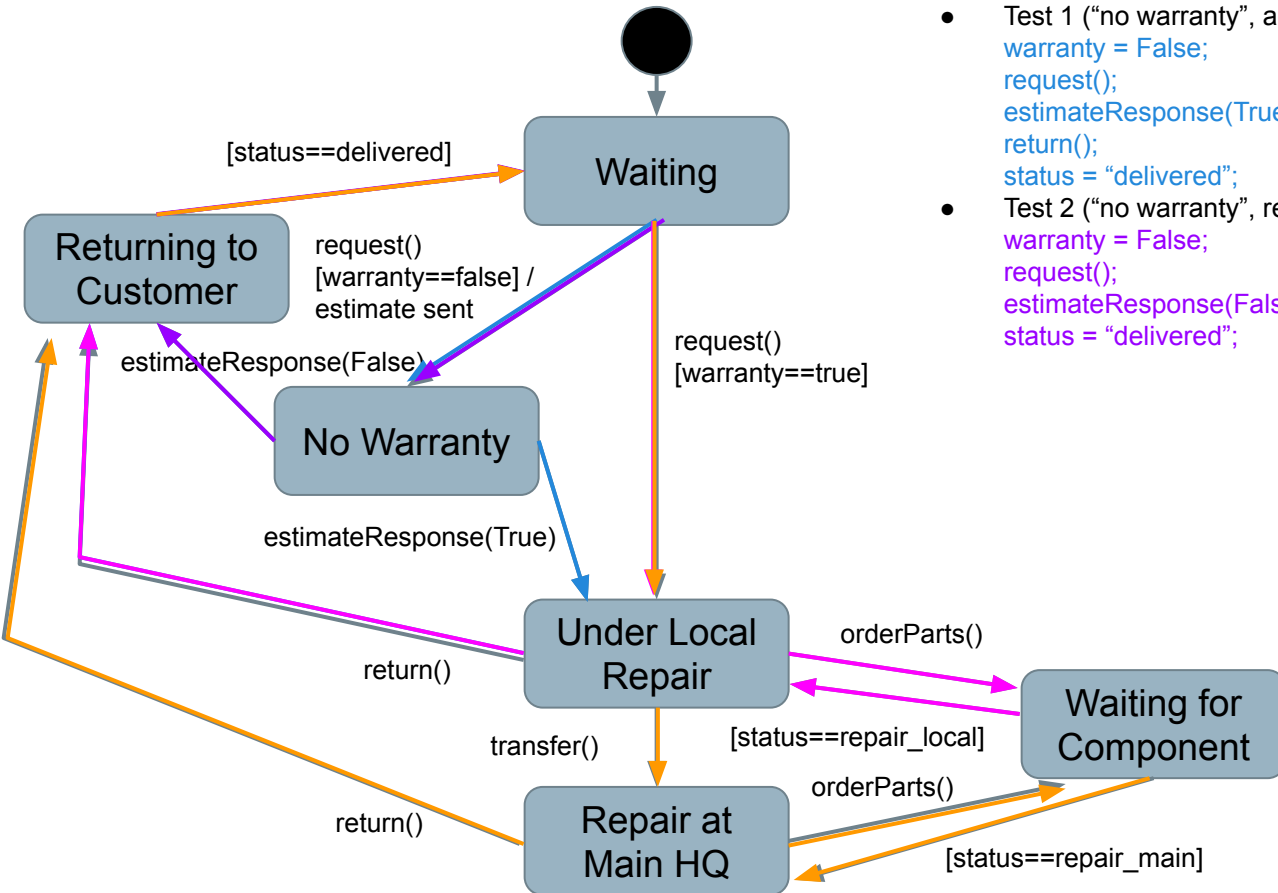 ● Test 1 (“no warranty”, a
warranty = False;
request();
estimateResponse(True
return();
status = “delivered”;
● Test 2 (“no warranty”, re
warranty = False;
request();
estimateResponse(Fals
status = “delivered”;
[status==delivered]
Waiting
Returning to
Customer
request()
[warranty==false] /
estimate sent
request()
[warranty==true]
estimateResponse(False)
No Warranty
estimateResponse(True)
Under Local
Repair
orderParts()
return()
Waiting for
Component
transfer()
[status==repair_local]
orderParts()
return()
Repair at
Main HQ
[status==repair_main]